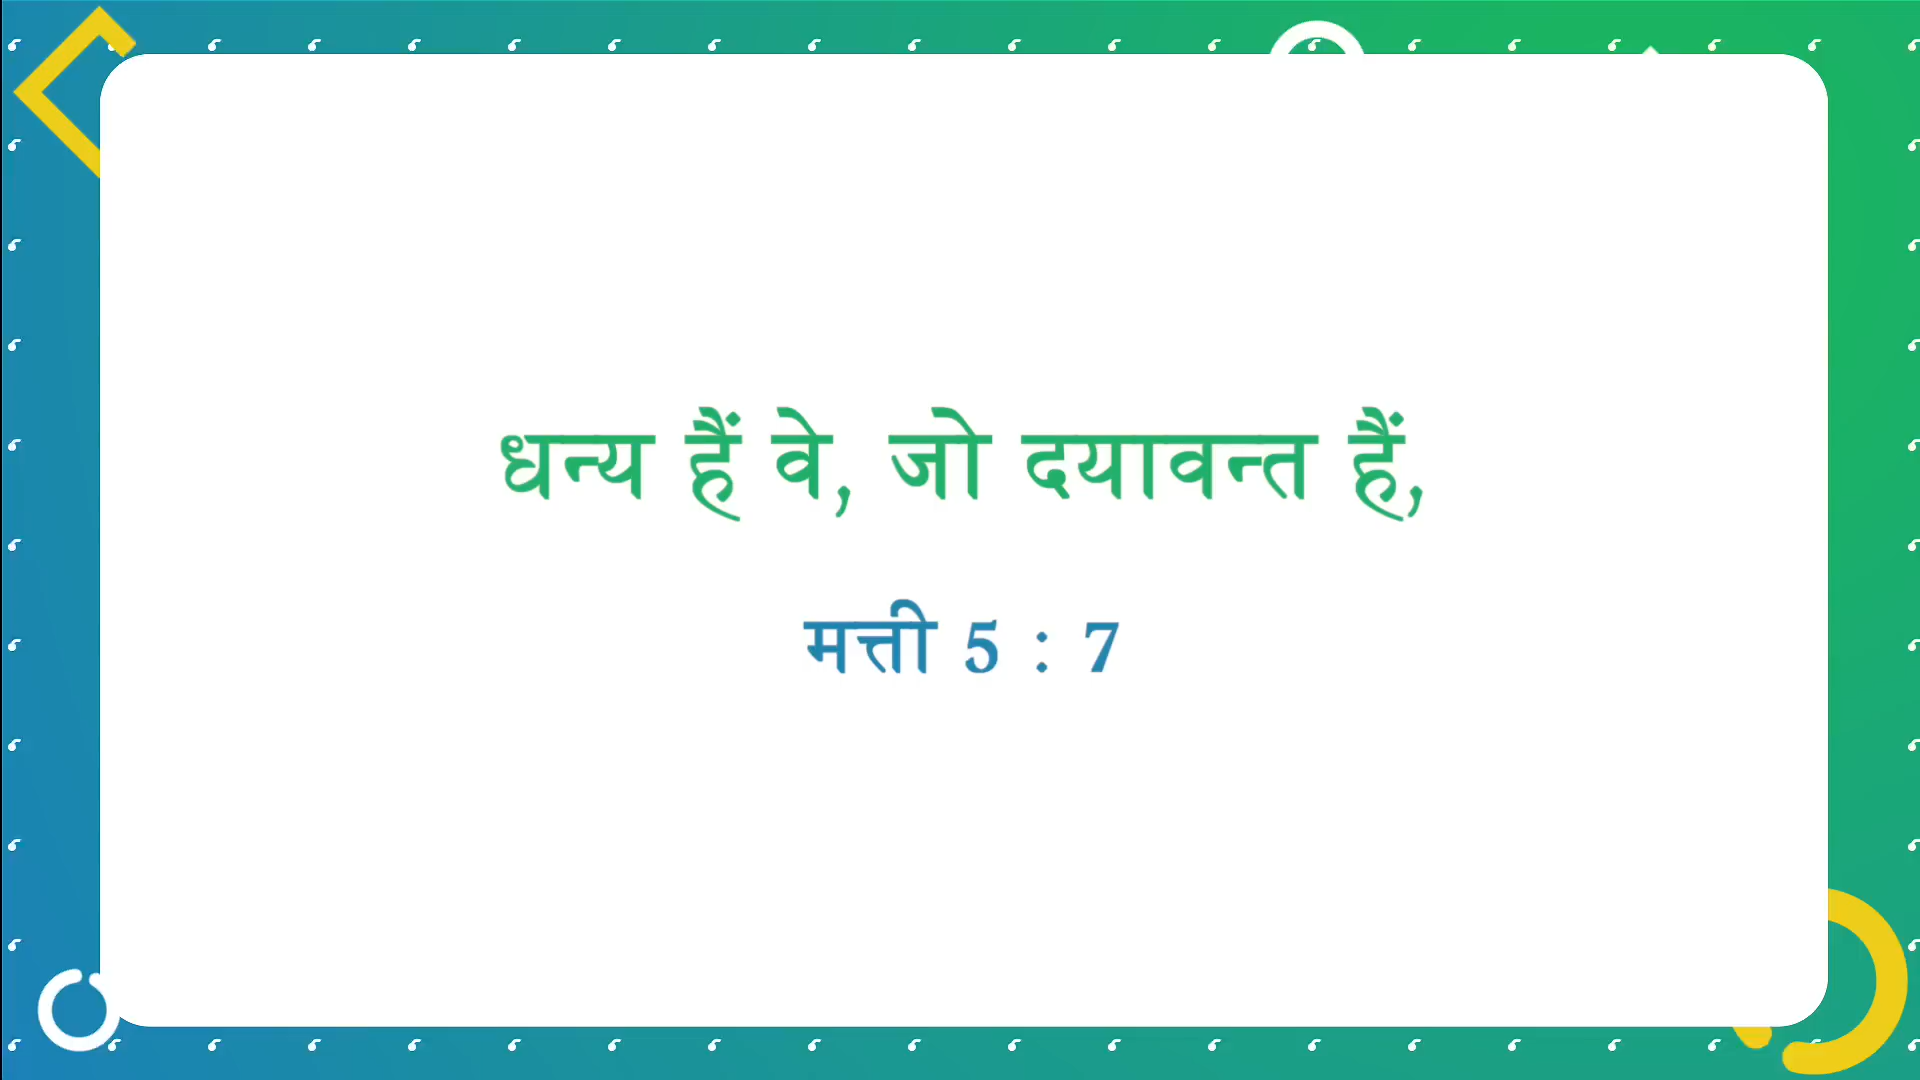 धन्य हैं वे, जो दयावन्त हैं,
मत्ती 5 : 7